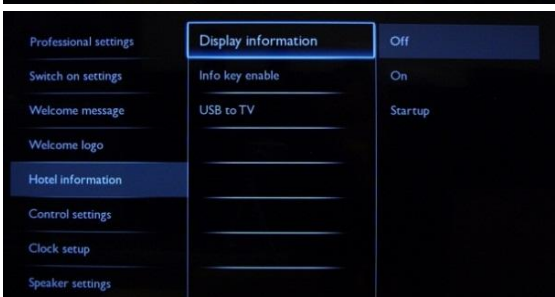 Professional settings
Switch on settings
Welcome message
Welcome logo
Hotel information
Control settings
Clock setup
Speaker settings
Display information
Info key enable
USB to TV
Off
On
Startup